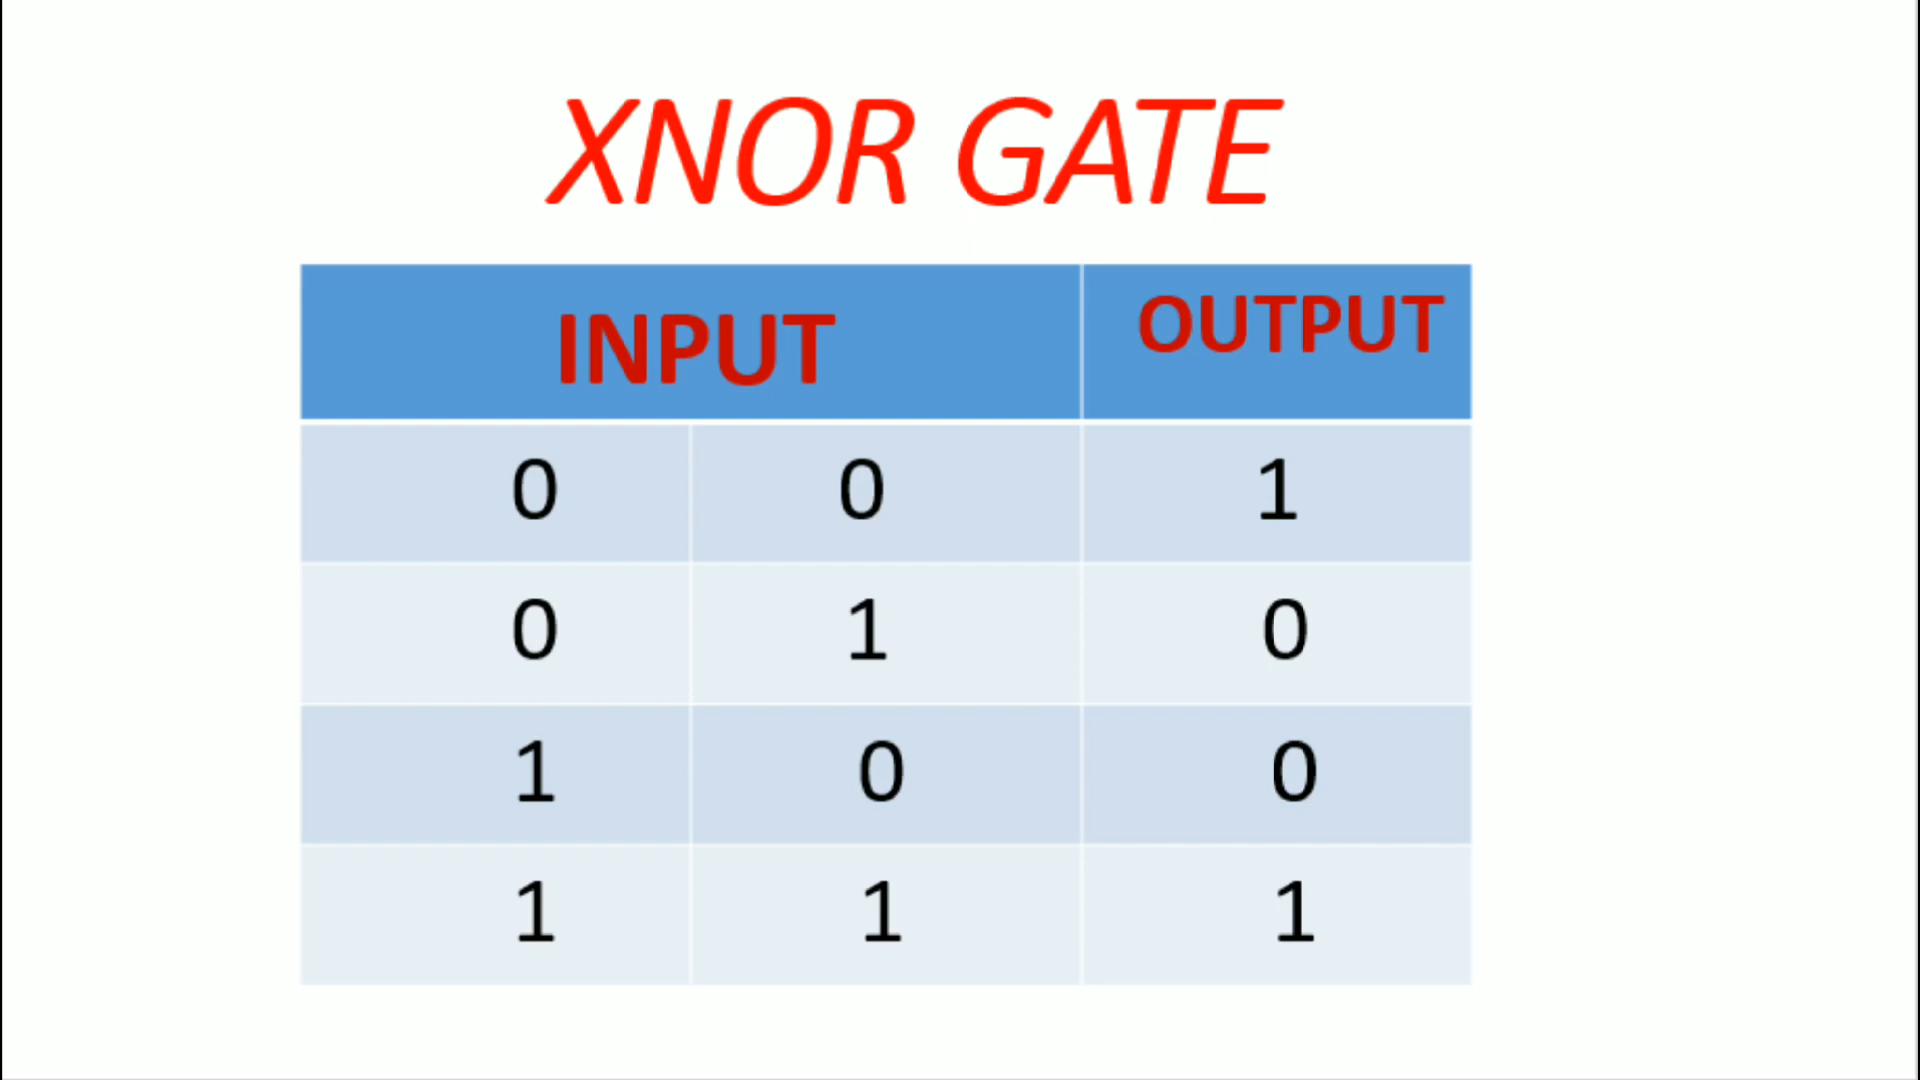 XNOR GATE
INPUT OUTPUT
0 0 1
0 1 0
1 0 0
1 1 1